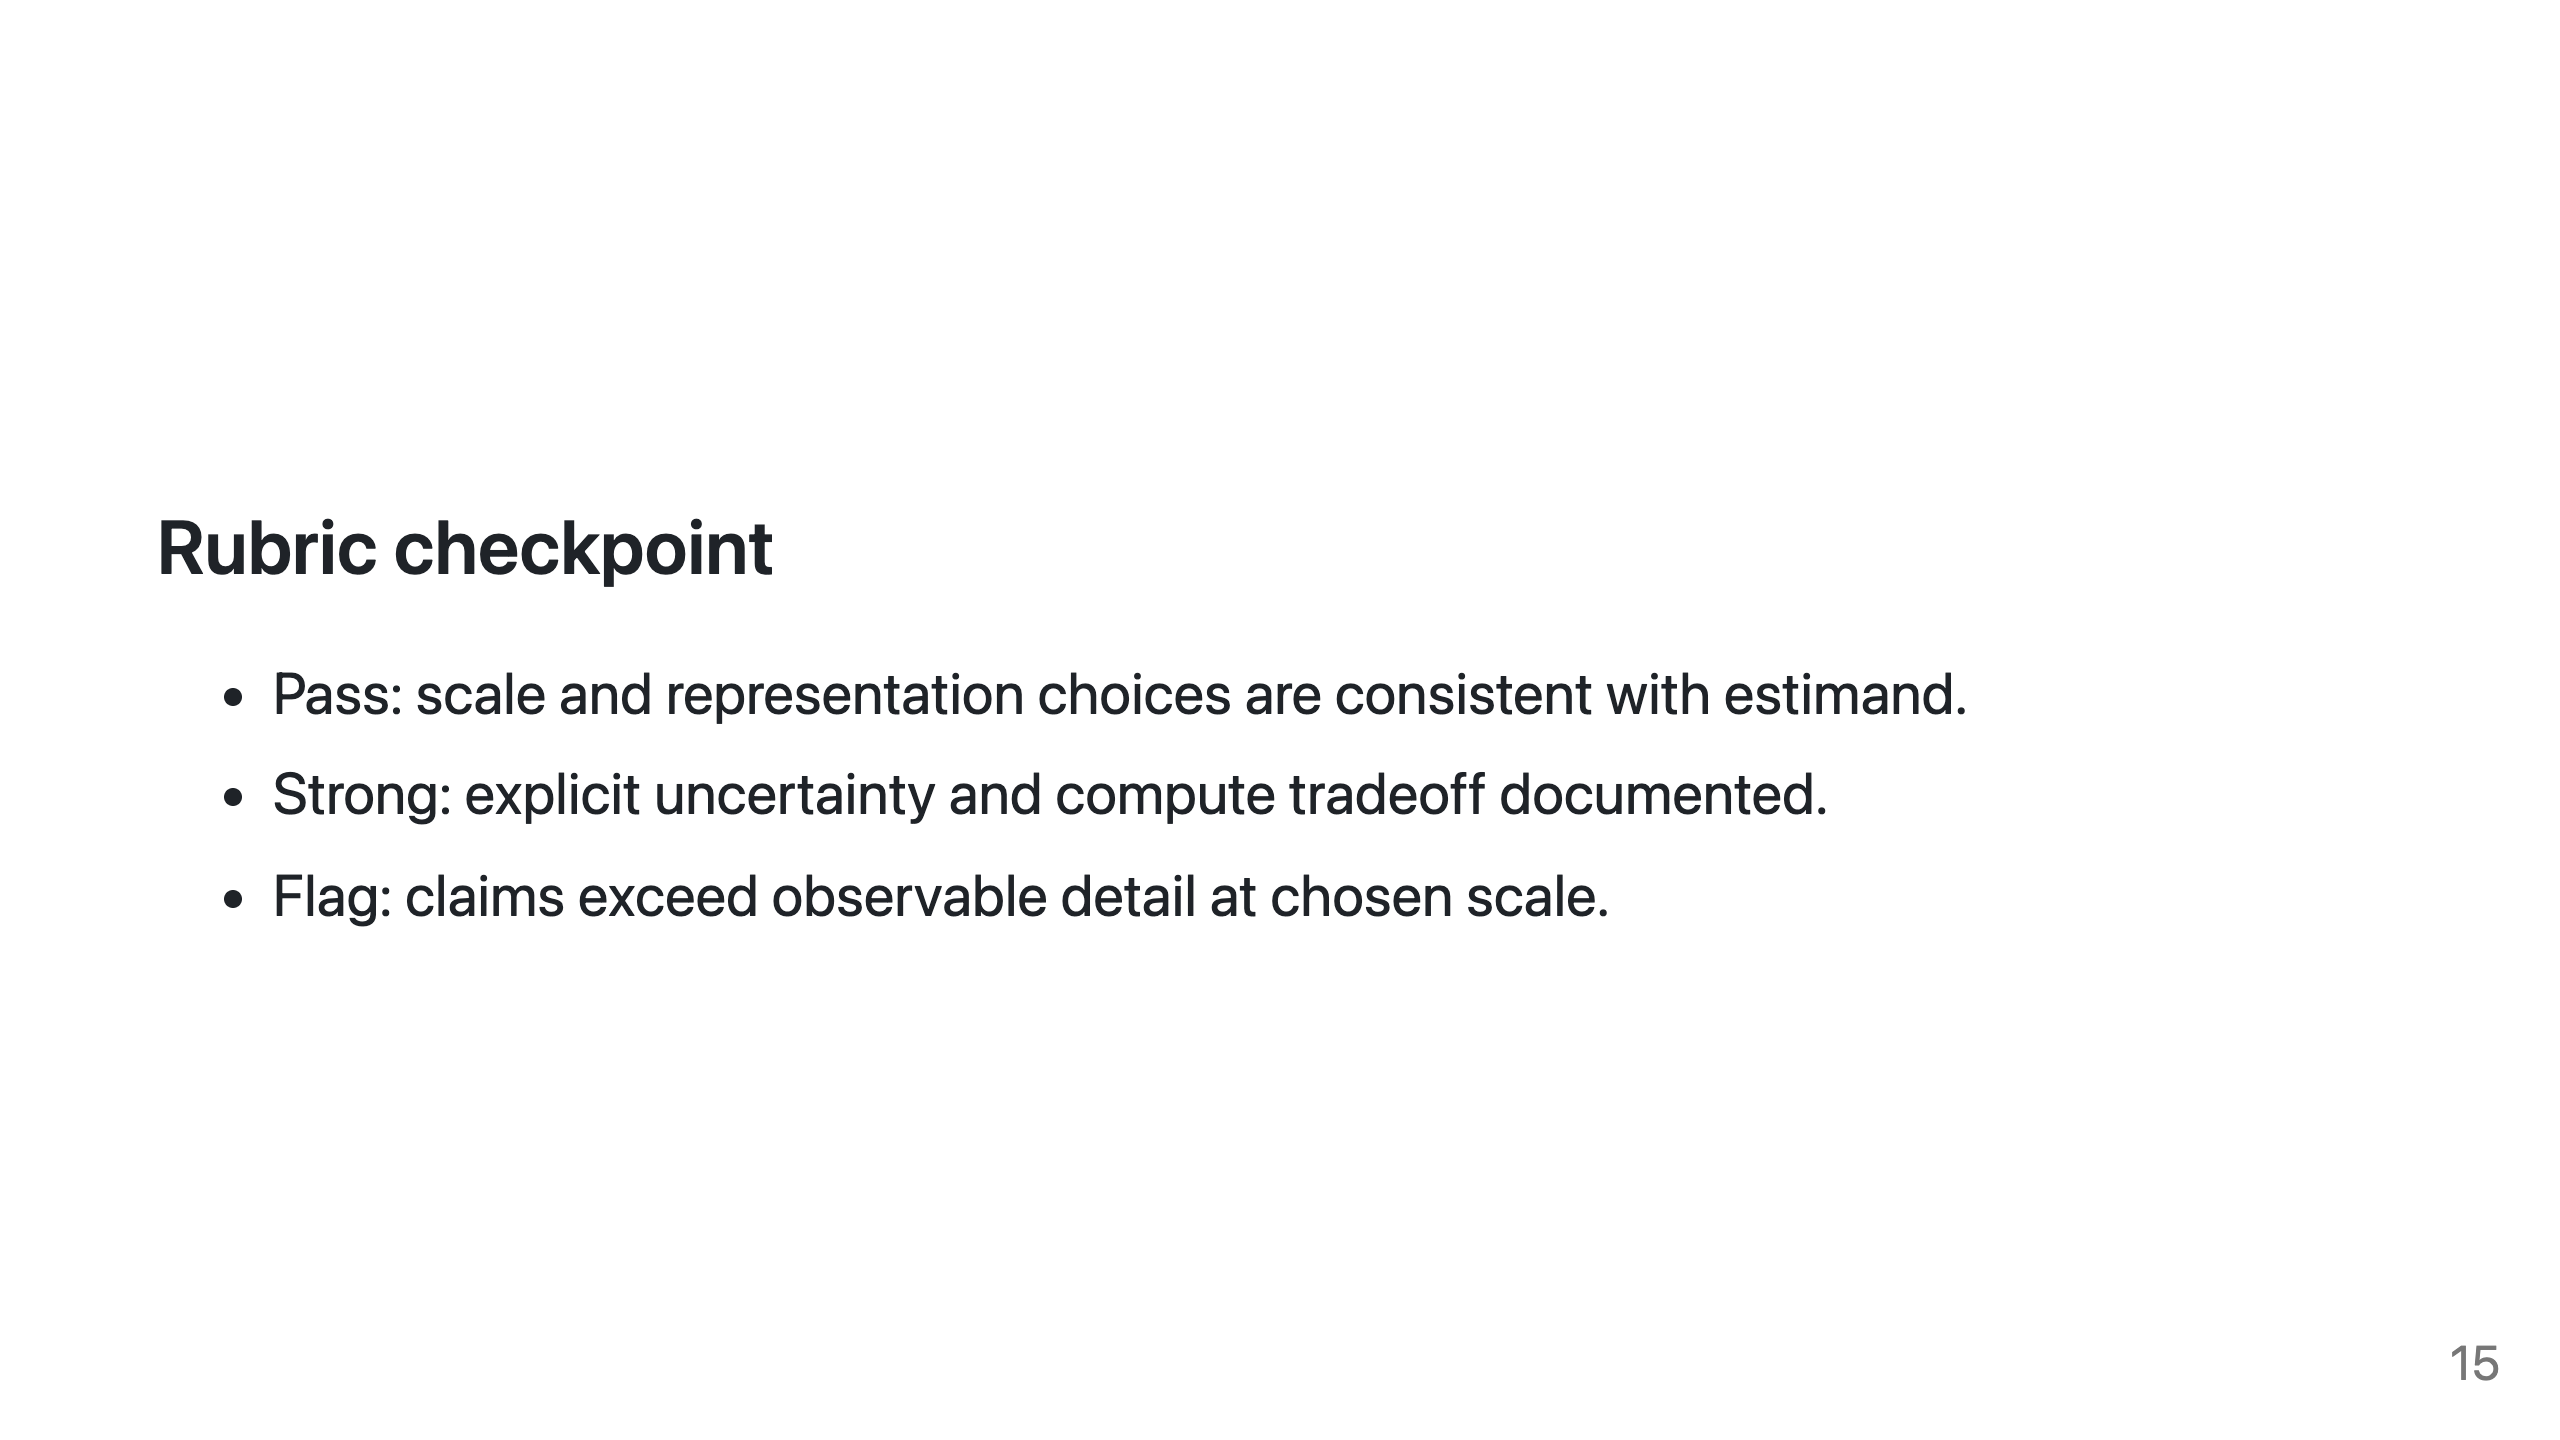 Rubric checkpoint
• Pass: scale and representation choices are consistent with estimand.
• Strong: explicit uncertainty and compute tradeoff documented.
• Flag: claims exceed observable detail at chosen scale.
15